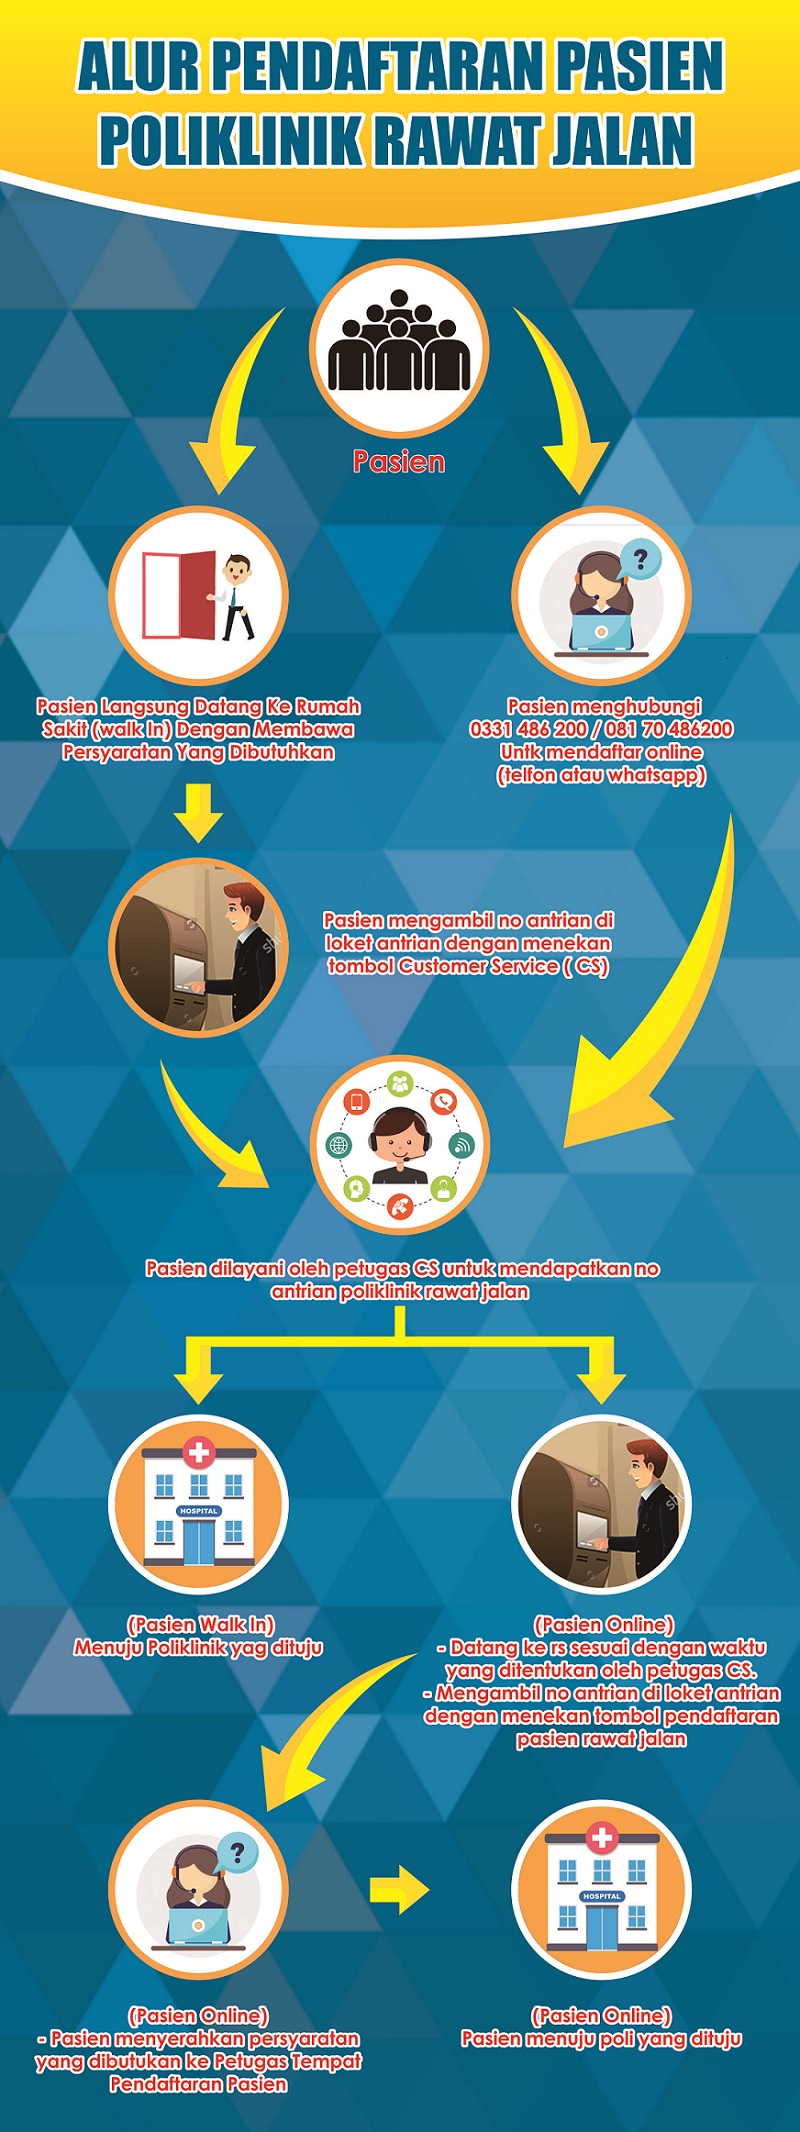 ALUR PENDAFTARAN PASIEN
POLIKLINIK RAWAT JALAN
Pasien
?
Pasien Langsung Datang Ke Rumah
Sakit (walk In) Dengan Membawa
Persyaratan Yang Dibutuhkan
Pasien menghubungi
0331 486 200 / 081 70 486200
Untk mendaftar online
(telfon atau whatsapp)
Pasien mengambil no antrian di
loket antrian dengan menekan
tombol Customer Service ( CS)
Pasien dilayani oleh petugas CS untuk mendapatkan no
antrian poliklinik rawat jalan
HOSPITAL
(Pasien Walk In)
Menuju Poliklinik yag dituju
(Pasien Online)
- Datang ke rs sesuai dengan waktu
yang ditentukan oleh petugas CS.
- Mengambil no antrian di loket antrian
dengan menekan tombol pendaftaran
pasien rawat jalan
?
HOSPITAL
(Pasien Online)
- Pasien menyerahkan persyaratan
yang dibutukan ke Petugas Tempat
Pendaftaran Pasien
(Pasien Online)
Pasien menuju poli yang dituju